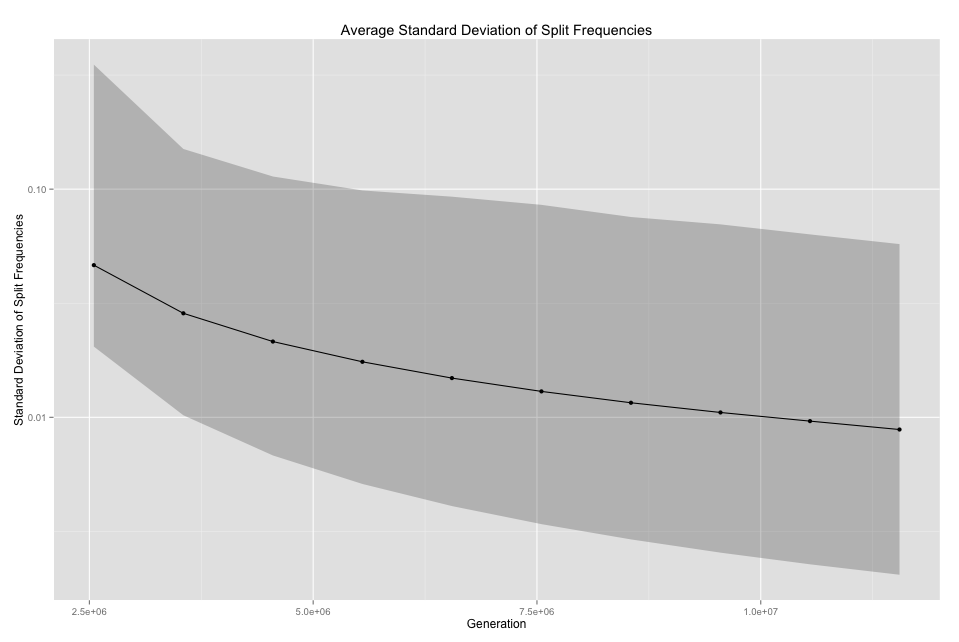 Average Standard Deviation of Split Frequencies
Standard Deviation of Split Frequencies
0.10
0.01
2.5e+06 5.0e+06 7.5e+06 1.0e+07
Generation